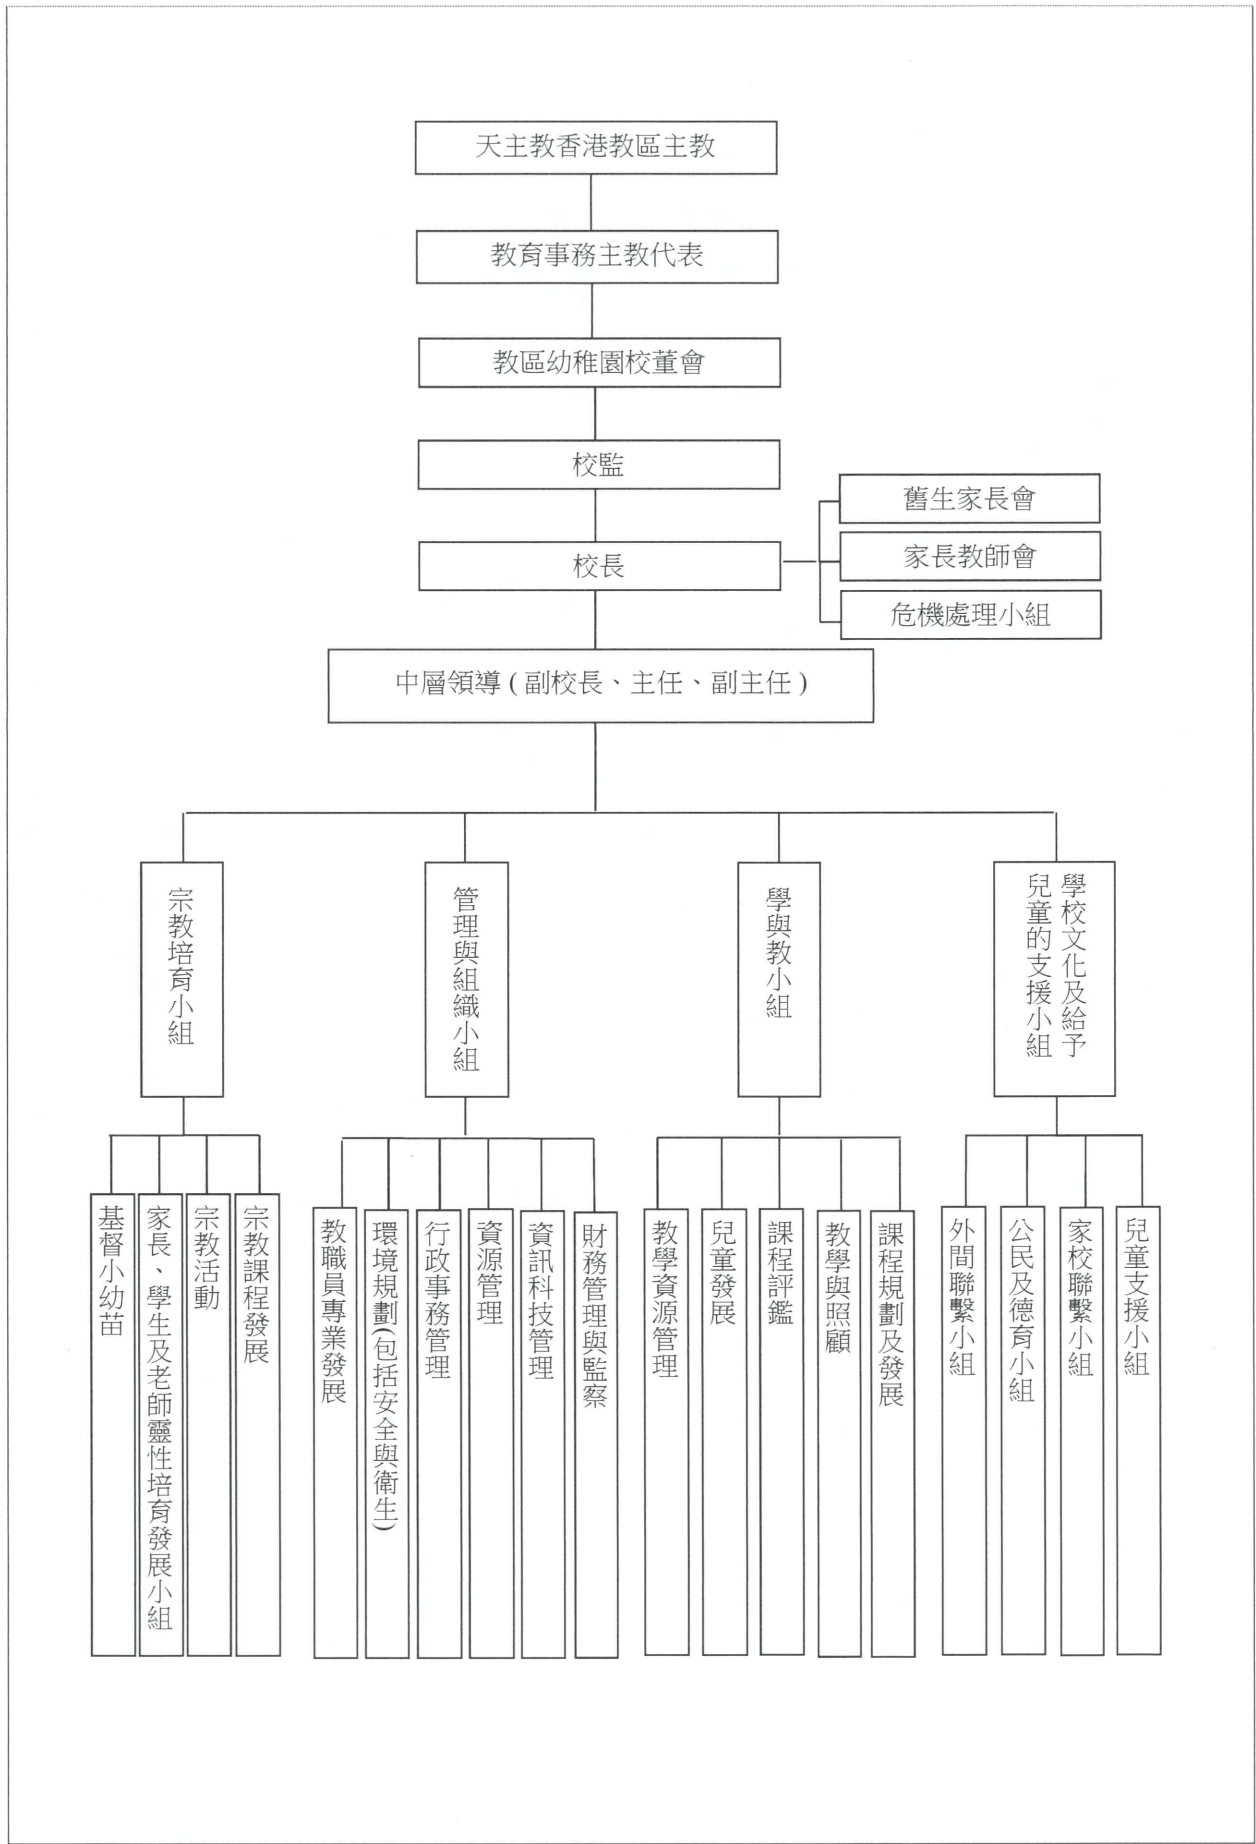 天主教香港教區主教
教育事務主教代表
教區幼稚園校董會
校監
校長
舊生家長會
家長教師會
危機處理小組
中層領導 ( 副校長、主任、副主任 )
宗教培育小組
管理與組織小組
學與教小組
學校文化及給予
兒童的支援小組
基督小幼苗
家長、學生及老師靈性培育發展小組
宗教活動
宗教課程發展
教職員專業發展
環境規劃(包括安全與衛生)
行政事務管理
資源管理
資訊科技管理
財務管理與監察
教學資源管理
兒童發展
課程評鑑
教學與照顧
課程規劃及發展
外間聯繫小組
公民及德育小組
家校聯繫小組
兒童支援小組